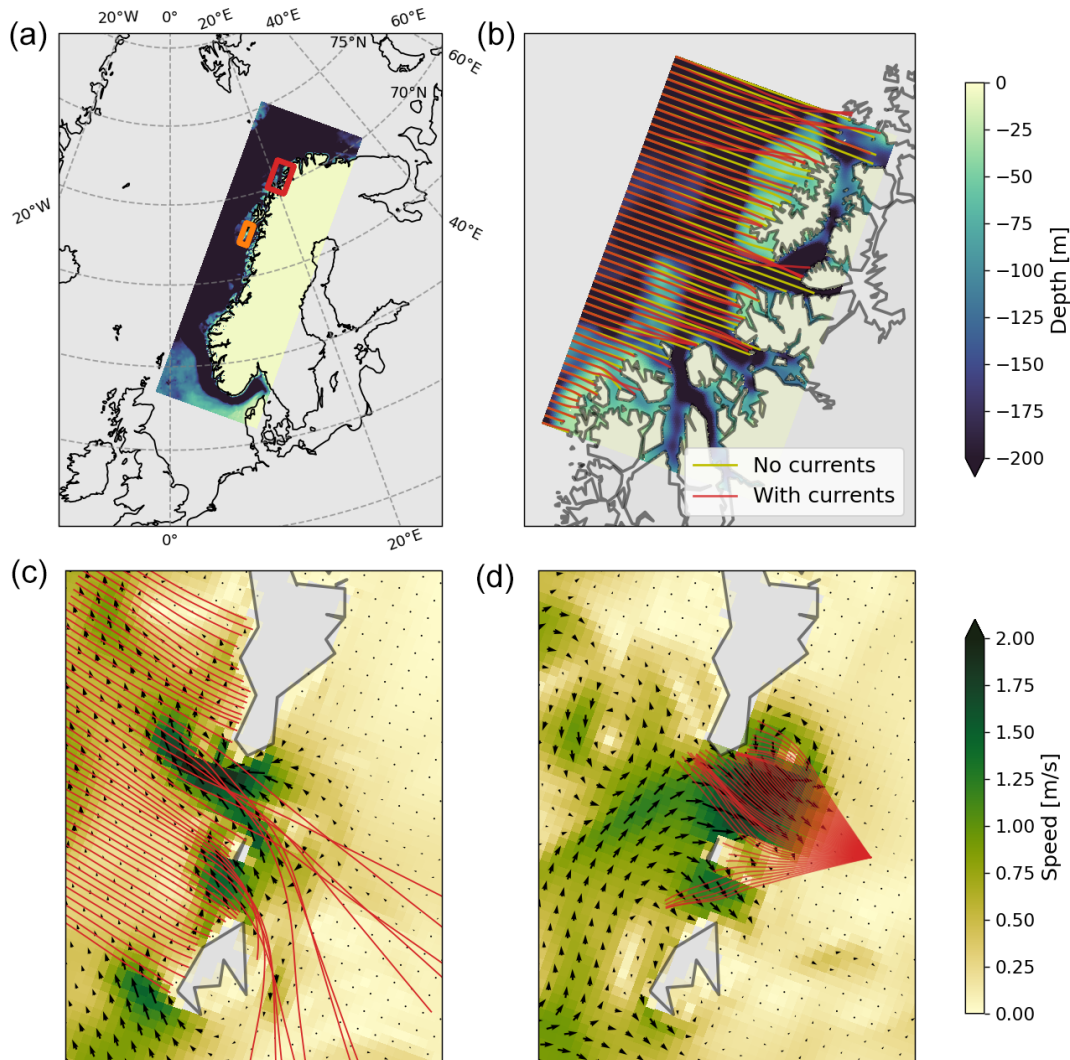 (a)
20°W 0° 20°E 40°E 60°E
75°N
60°E
70°N
20°W
40°E
0°
20°E
(b)
No currents
With currents
0
−25
−50
−75
−100
−125
−150
−175
−200
Depth [m]
(c)
(d)
2.00
1.75
1.50
1.25
1.00
0.75
0.50
0.25
0.00
Speed [m/s]